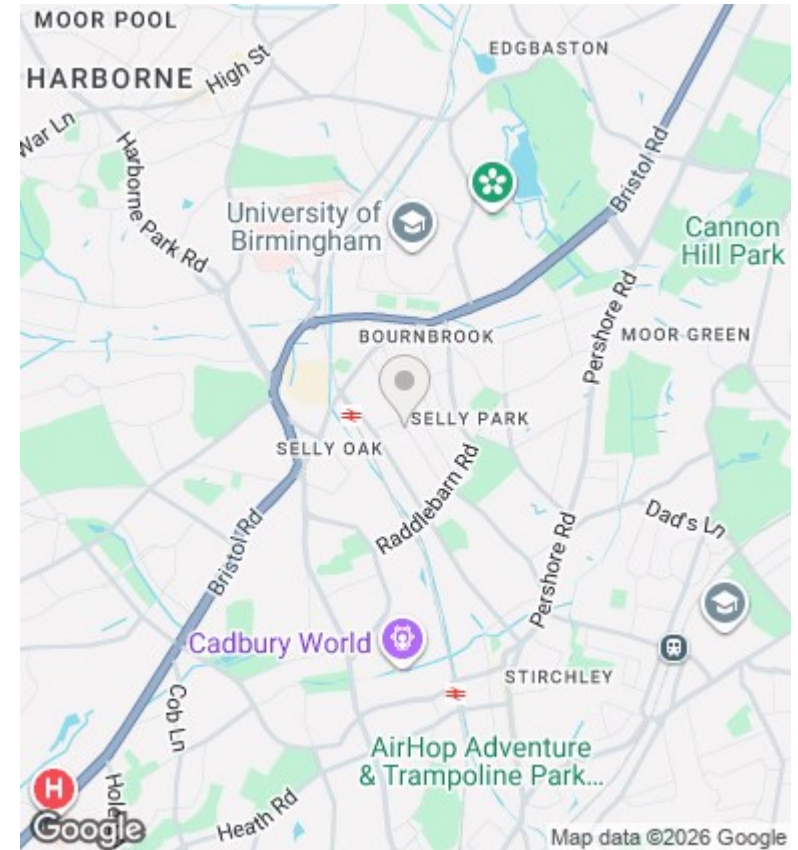 MOOR POOL
EDGBASTON
HARBORNE
High St
War Ln
Harborne Park Rd
Bristol Rd
University of
Birmingham
Cannon
Hill Park
Pershore Rd
BOURNBROOK
MOOR GREEN
SELLY PARK
SELLY OAK
Raddlebarn Rd
Dad's Ln
Bristol Rd
Pershore Rd
Cadbury World
STIRCHLEY
Cob Ln
AirHop Adventure
& Trampoline Park...
H
Heath Rd
Google
Map data ©2026 Google